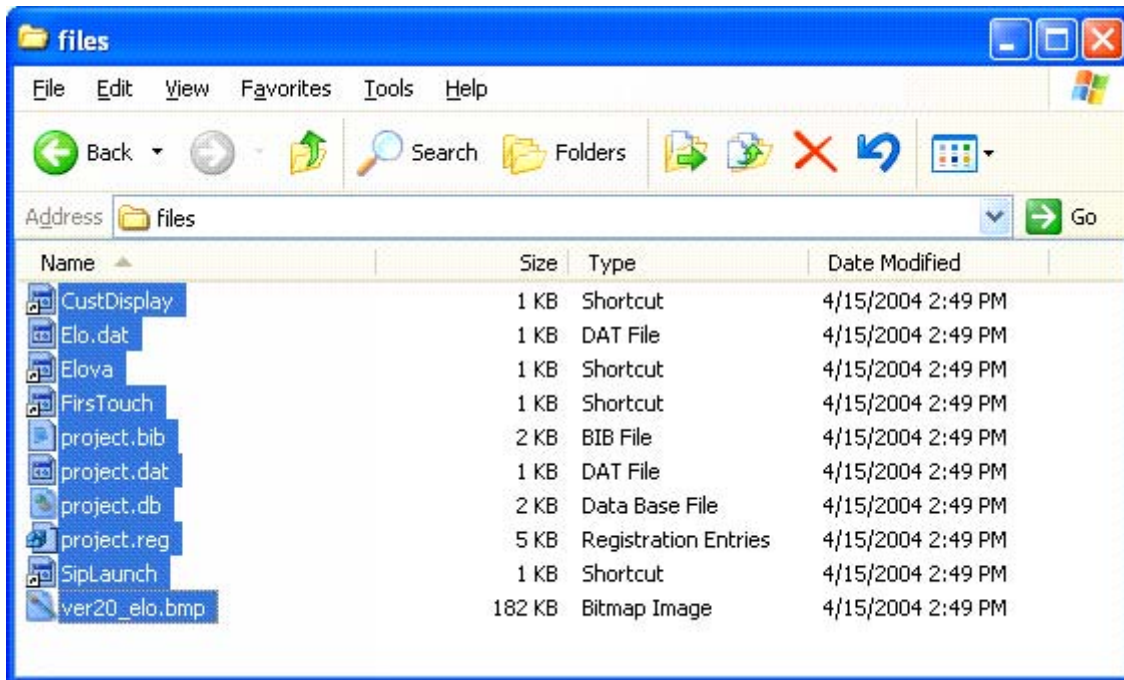 files
File Edit View Favorites Tools Help
Back Search Folders
Address files Go
Name Size Type Date Modified
CustDisplay 1 KB Shortcut 4/15/2004 2:49 PM
Elo.dat 1 KB DAT File 4/15/2004 2:49 PM
Elova 1 KB Shortcut 4/15/2004 2:49 PM
FirsTouch 1 KB Shortcut 4/15/2004 2:49 PM
project.bib 2 KB BIB File 4/15/2004 2:49 PM
project.dat 1 KB DAT File 4/15/2004 2:49 PM
project.db 2 KB Data Base File 4/15/2004 2:49 PM
project.reg 5 KB Registration Entries 4/15/2004 2:49 PM
SipLaunch 1 KB Shortcut 4/15/2004 2:49 PM
ver20_elo.bmp 182 KB Bitmap Image 4/15/2004 2:49 PM